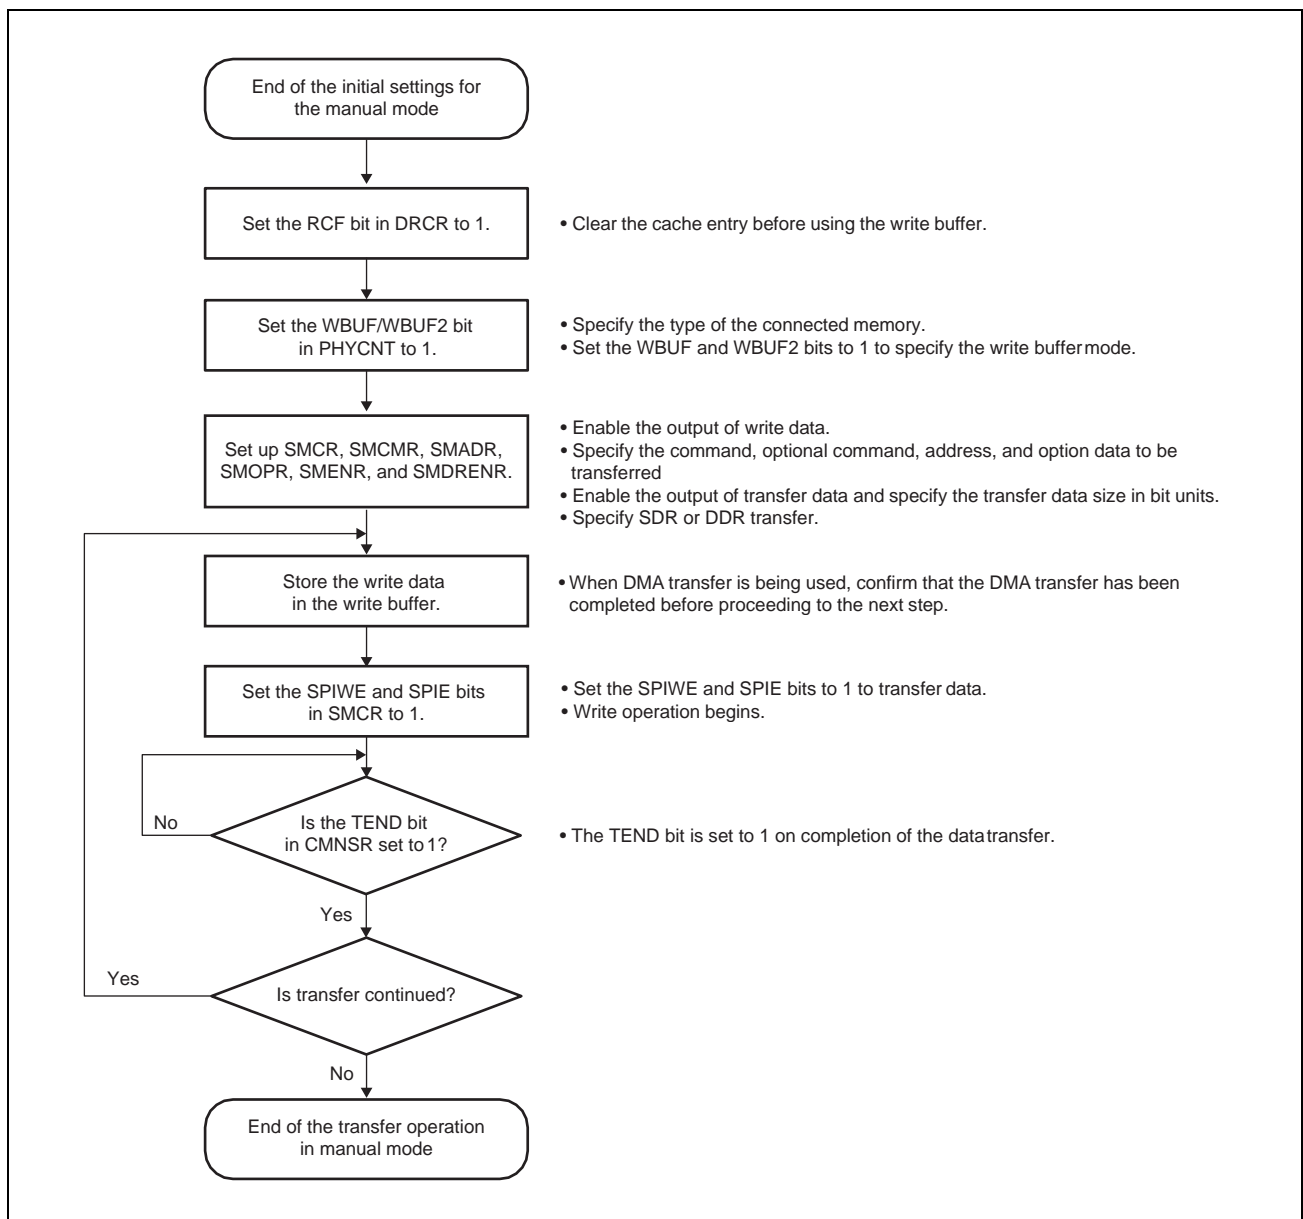 End of the initial settings for
the manual mode
Set the RCF bit in DRCR to 1.
• Clear the cache entry before using the write buffer.
Set the WBUF/WBUF2 bit
in PHYCNT to 1.
• Specify the type of the connected memory.
• Set the WBUF and WBUF2 bits to 1 to specify the write buffer mode.
Set up SMCR, SMCMR, SMADR,
SMOPR, SMENR, and SMDRENR.
• Enable the output of write data.
• Specify the command, optional command, address, and option data to be
transferred
• Enable the output of transfer data and specify the transfer data size in bit units.
• Specify SDR or DDR transfer.
Store the write data
in the write buffer.
• When DMA transfer is being used, confirm that the DMA transfer has been
completed before proceeding to the next step.
Set the SPIWE and SPIE bits
in SMCR to 1.
• Set the SPIWE and SPIE bits to 1 to transfer data.
• Write operation begins.
No
Is the TEND bit
in CMNSR set to 1?
• The TEND bit is set to 1 on completion of the data transfer.
Yes
Yes
Is transfer continued?
No
End of the transfer operation
in manual mode